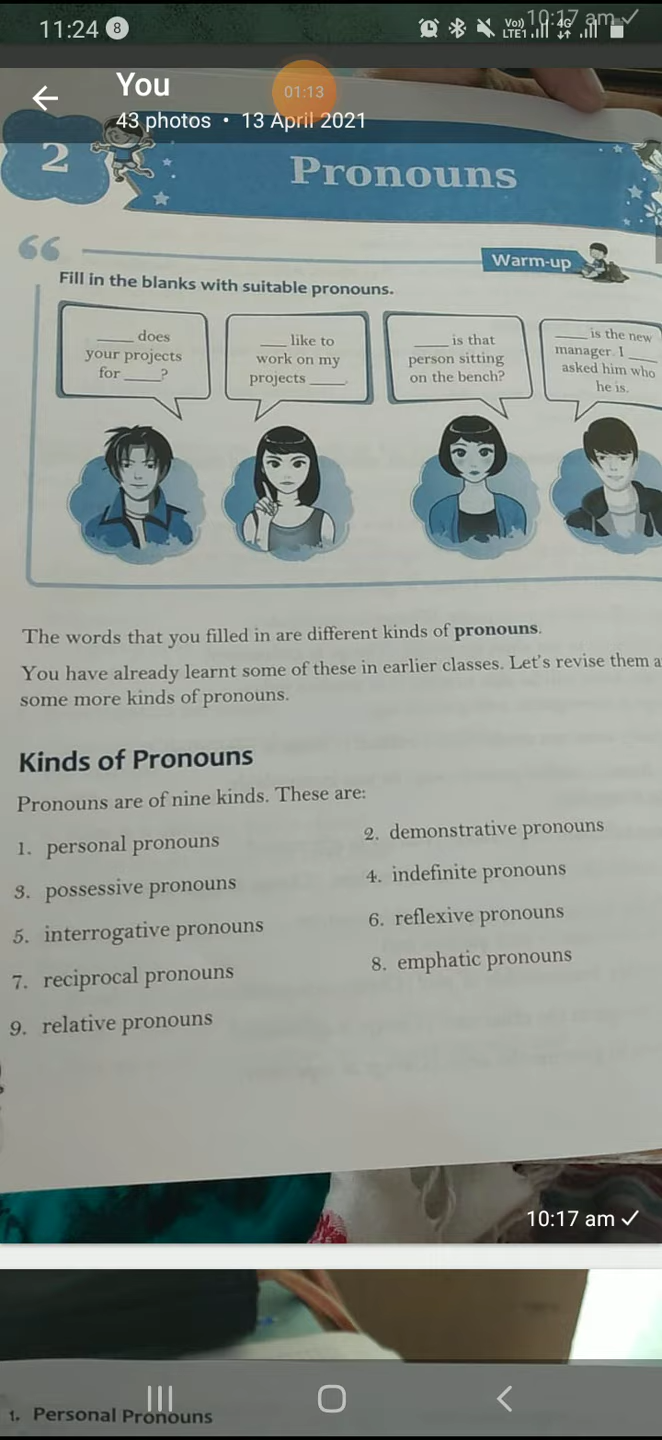 11:24 8
Vo)) 4G
LTE1
10:17 am
You
01:13
43 photos • 13 April 2021
2
Pronouns
Warm-up
Fill in the blanks with suitable pronouns.
_____ does
your projects
for _____?
____ like to
work on my
projects _____.
_____ is that
person sitting
on the bench?
_____ is the new
manager. I ____
asked him who
he is.
The words that you filled in are different kinds of pronouns.
You have already learnt some of these in earlier classes. Let's revise them a
some more kinds of pronouns.
Kinds of Pronouns
Pronouns are of nine kinds. These are:
1. personal pronouns
2. demonstrative pronouns
3. possessive pronouns
4. indefinite pronouns
5. interrogative pronouns
6. reflexive pronouns
7. reciprocal pronouns
8. emphatic pronouns
9. relative pronouns
10:17 am
1. Personal Pronouns